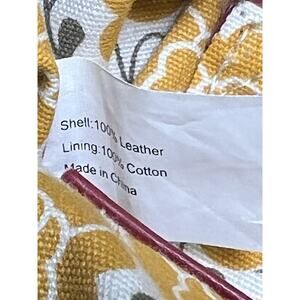 Shell:100% Leather
Lining:100% Cotton
Made in China